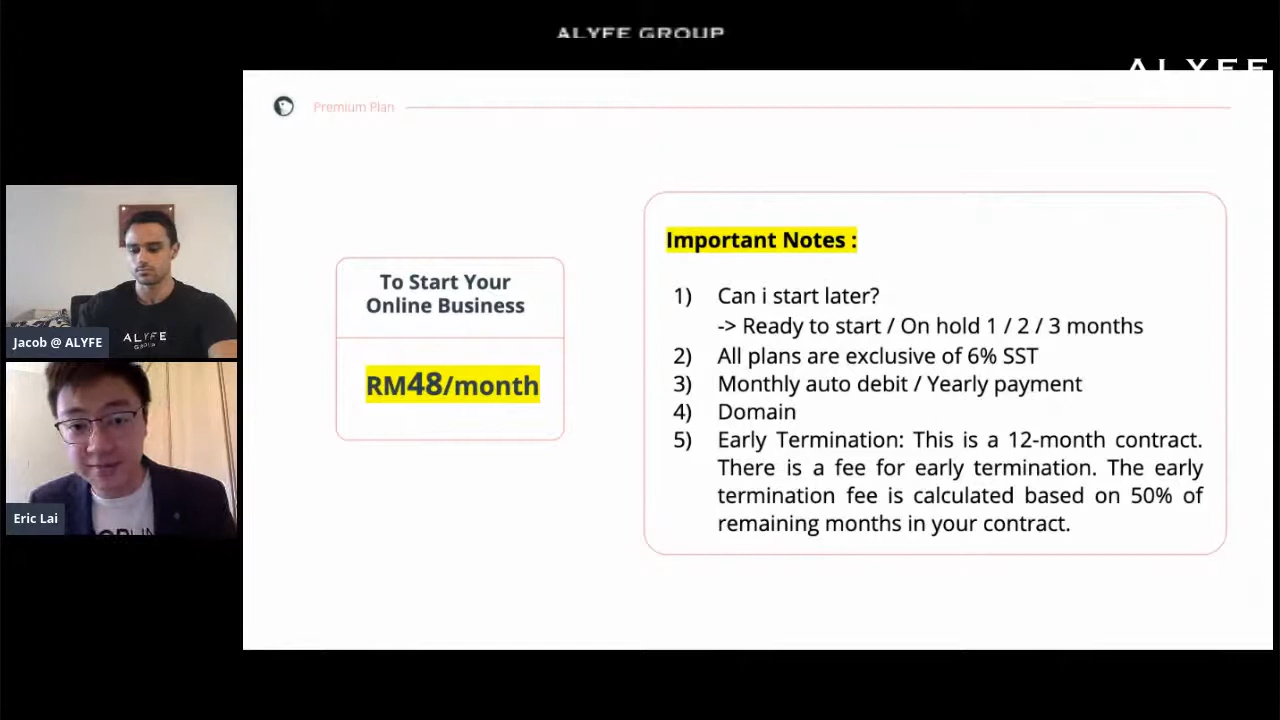 ALYFE GROUP
ALYFE
Premium Plan
To Start Your
Online Business
RM48/month
Important Notes :
1) Can i start later?
-> Ready to start / On hold 1 / 2 / 3 months
2) All plans are exclusive of 6% SST
3) Monthly auto debit / Yearly payment
4) Domain
5) Early Termination: This is a 12-month contract.
There is a fee for early termination. The early
termination fee is calculated based on 50% of
remaining months in your contract.
ALYFE
GROUP
Jacob @ ALYFE
Eric Lai